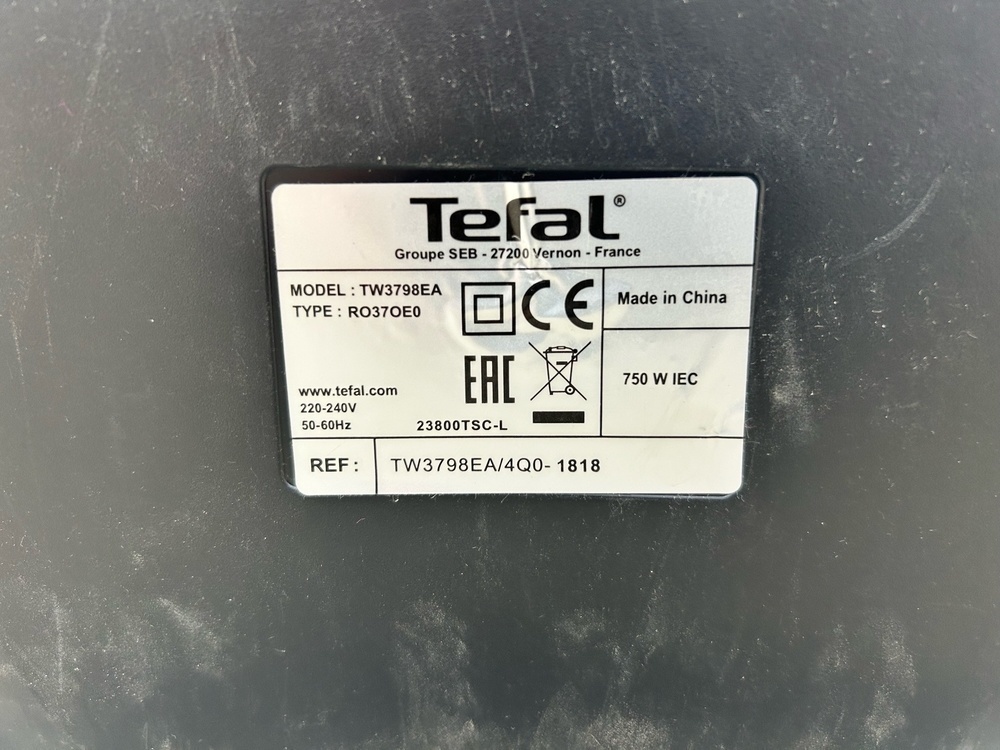 Tefal®
Groupe SEB - 27200 Vernon - France
MODEL : TW3798EA
TYPE : RO37OE0
CE
Made in China
EAC
750 W IEC
www.tefal.com
220-240V
50-60Hz
23800TSC-L
REF : TW3798EA/4Q0- 1818